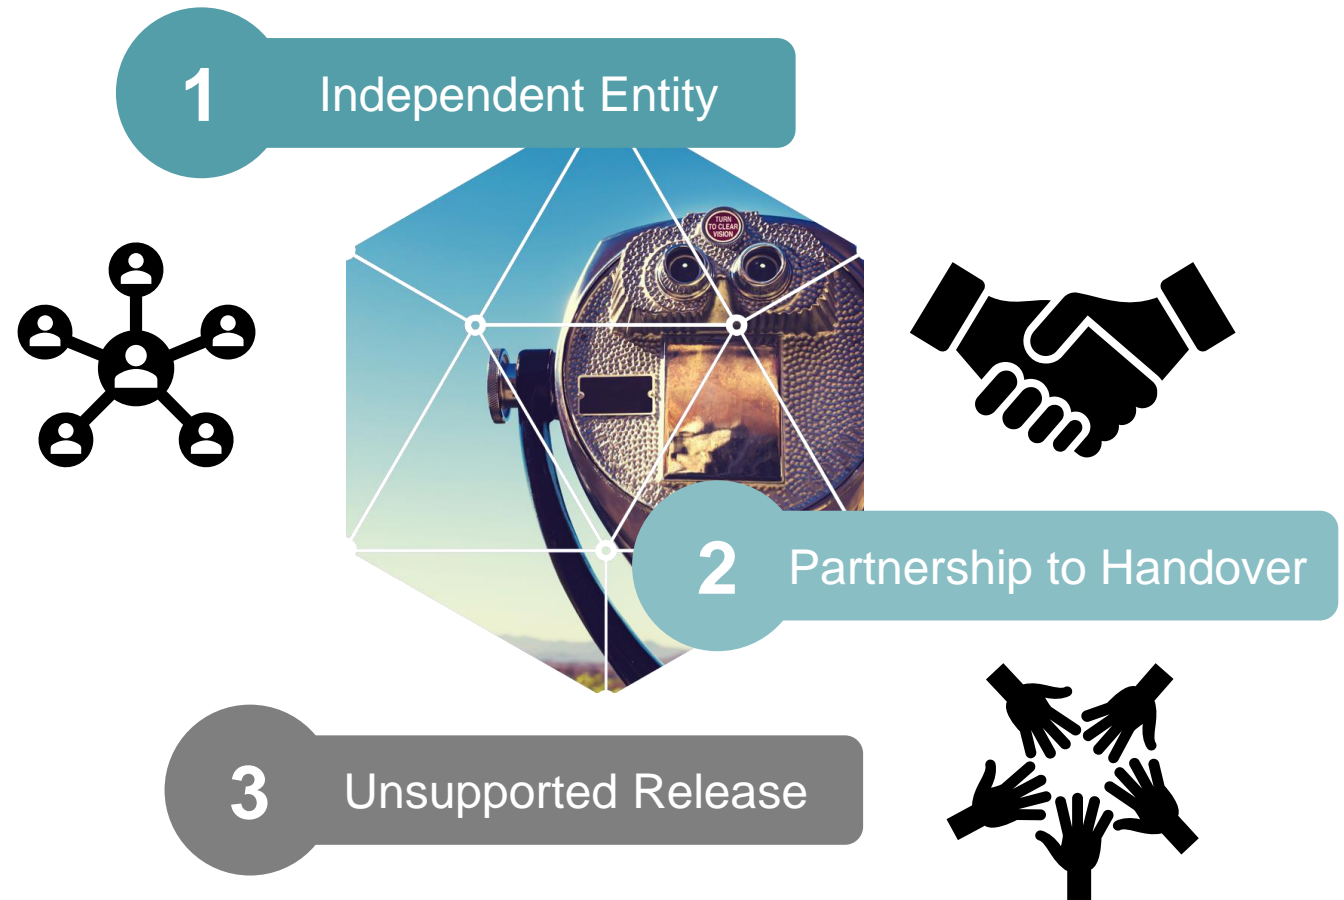 1
Independent Entity
TURN
TO CLEAR
VISION
2
Partnership to Handover
3
Unsupported Release